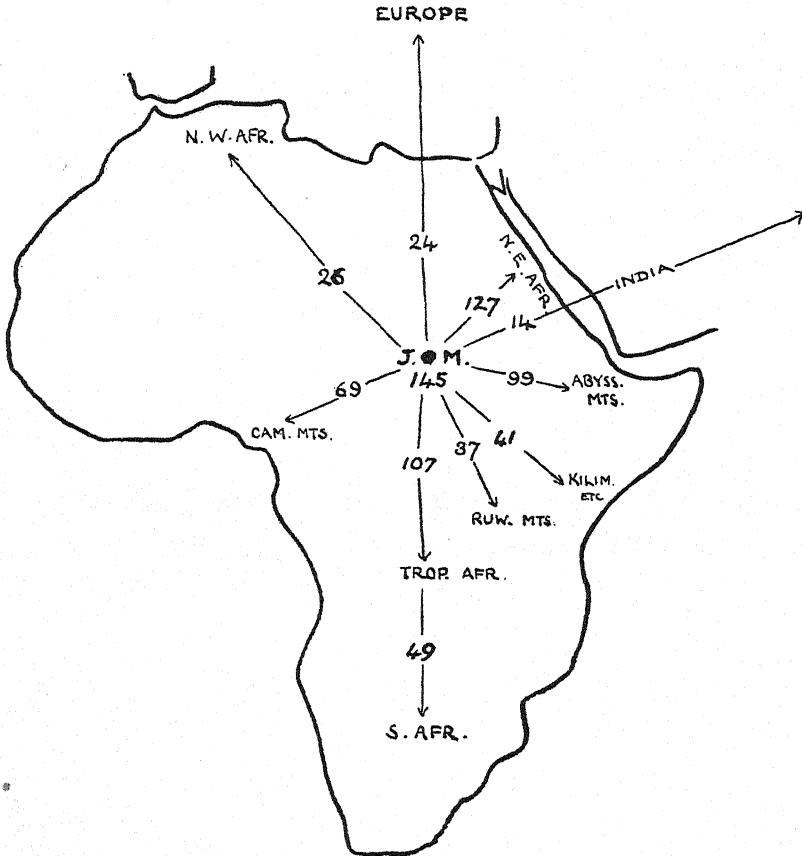 EUROPE
N. W. AFR.
24
26
N. E. AFR.
127
INDIA
14
J. M.
145
69
99
ABYSS.
MTS.
CAM. MTS.
107
37
41
KILIM.
ETC
RUW. MTS.
TROP. AFR.
49
S. AFR.